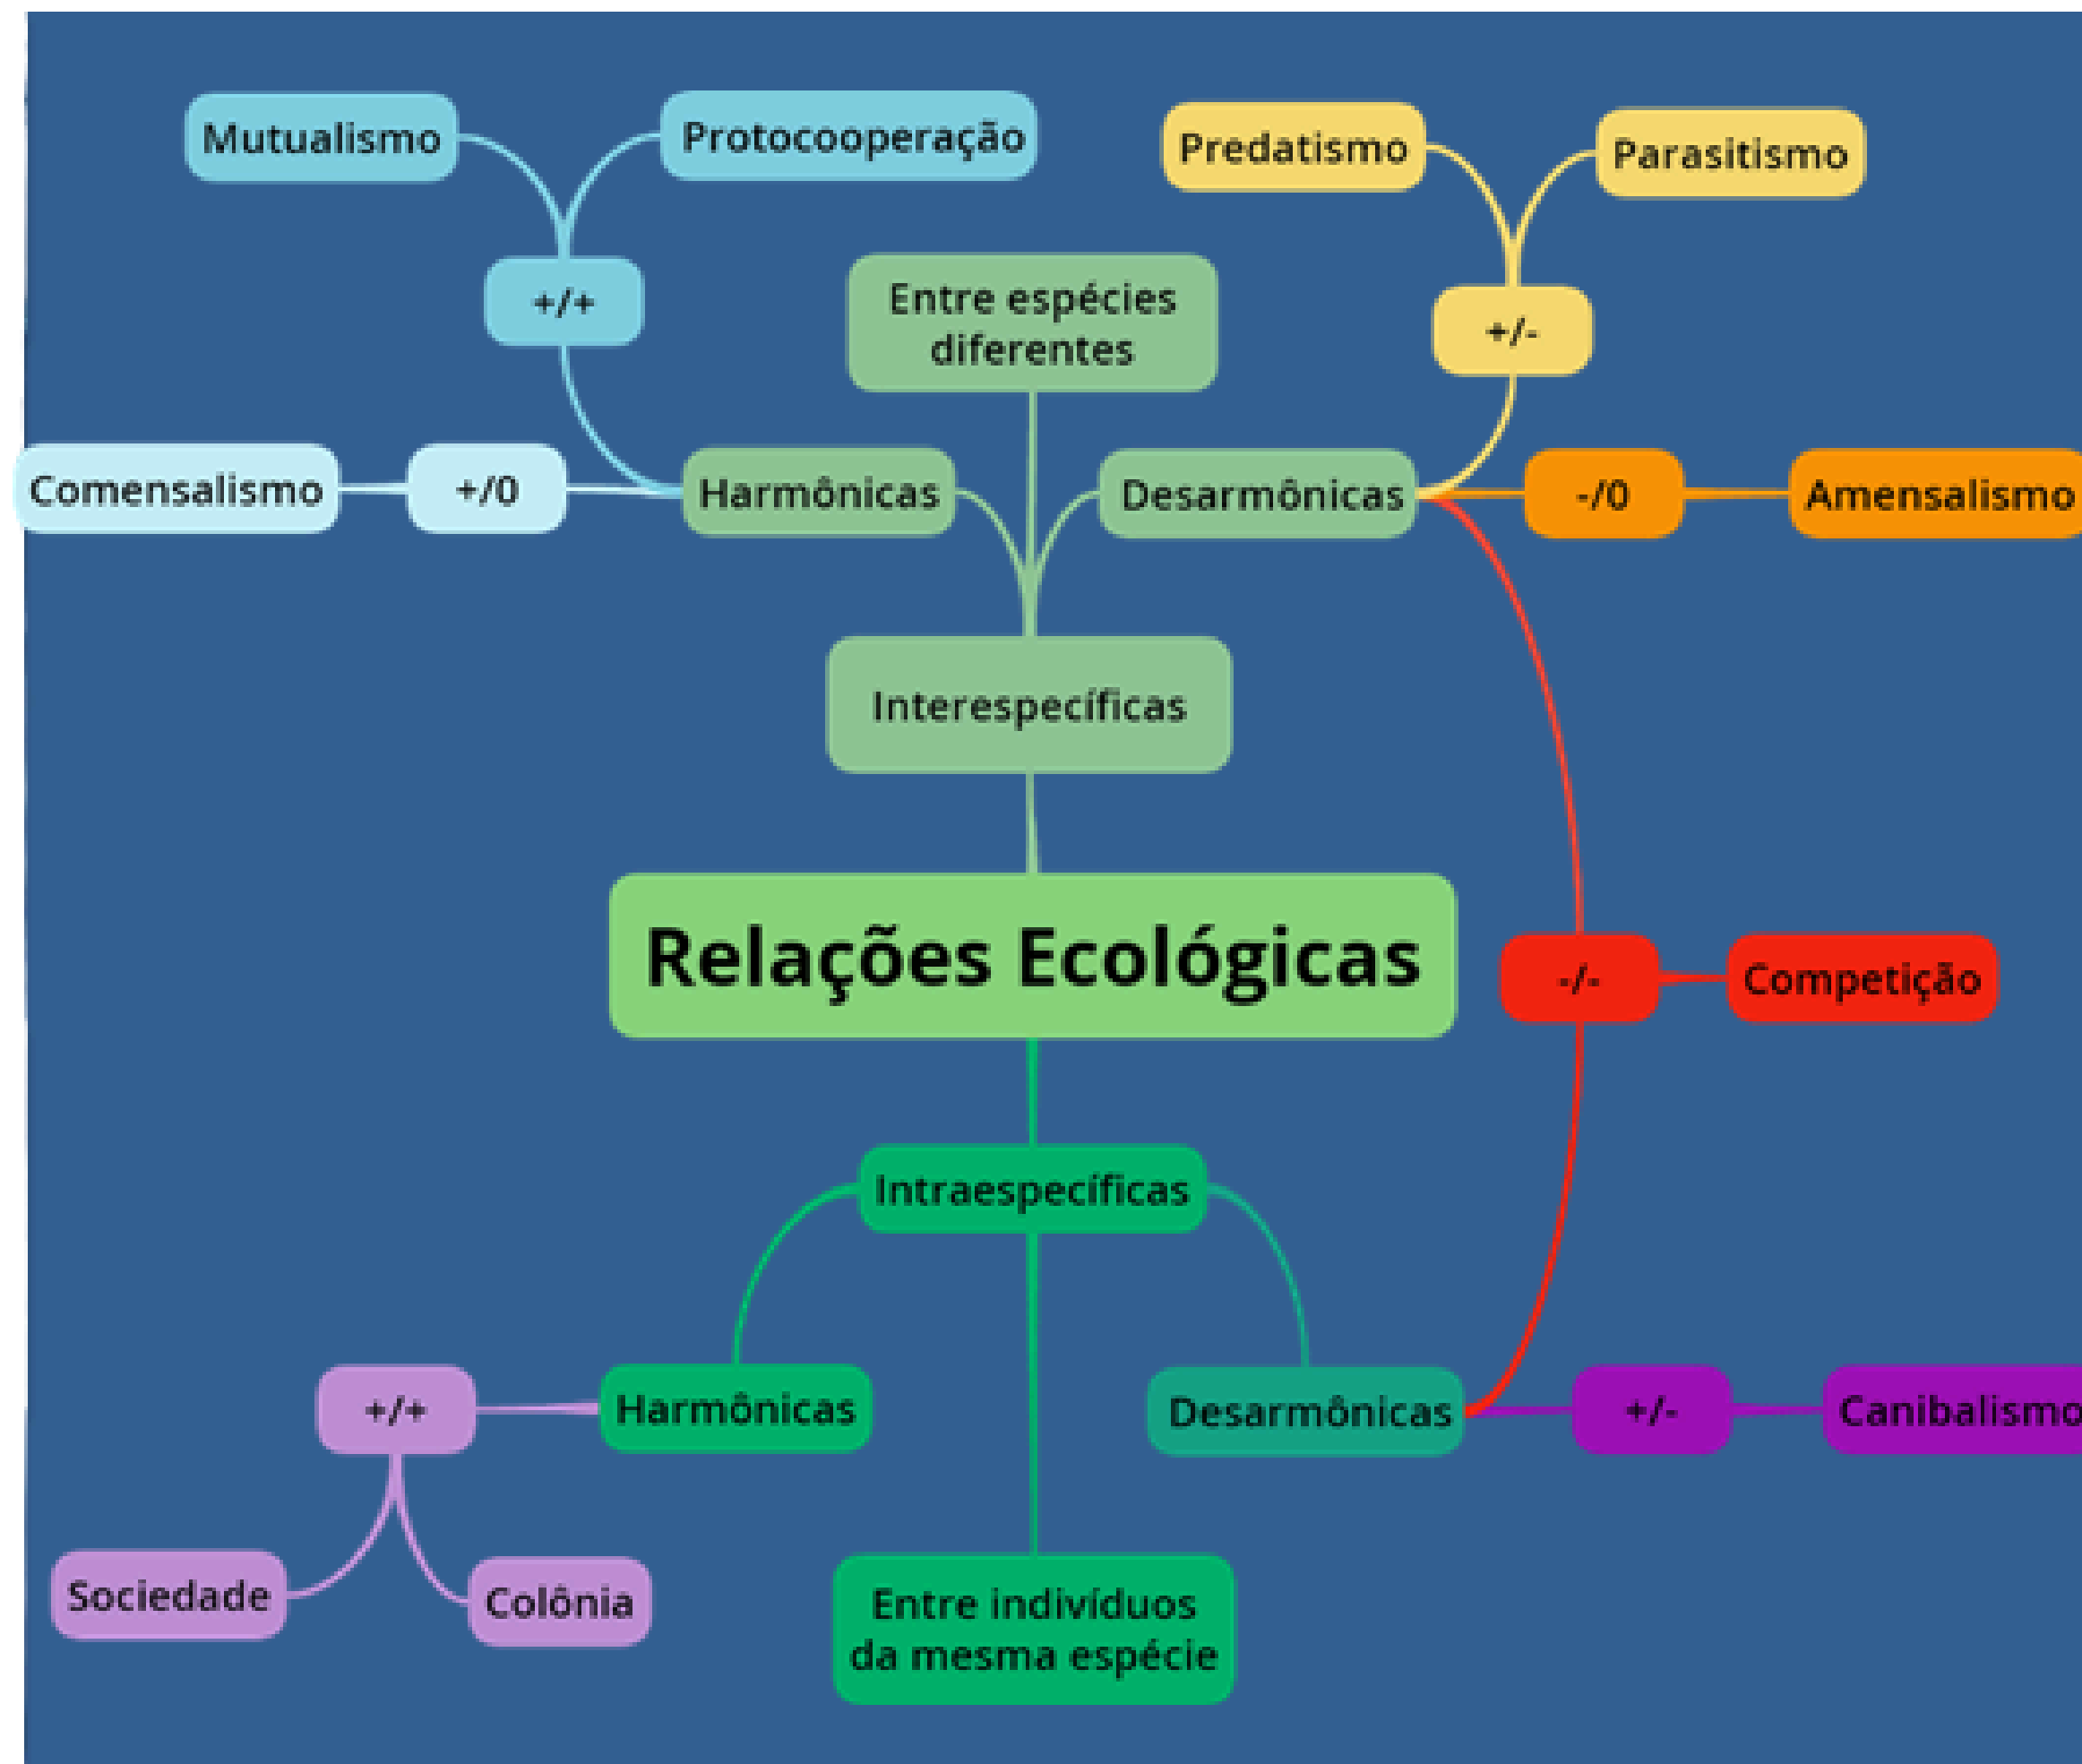 Mutualismo
Protocooperação
Predatismo
Parasitismo
+/+
Entre espécies
diferentes
+/-
Comensalismo
+/0
Harmônicas
Desarmônicas
-/0
Amensalismo
Interespecíficas
Relações Ecológicas
-/-
Competição
Intraespecíficas
+/+
Harmônicas
Desarmônicas
+/-
Canibalismo
Sociedade
Colônia
Entre indivíduos
da mesma espécie